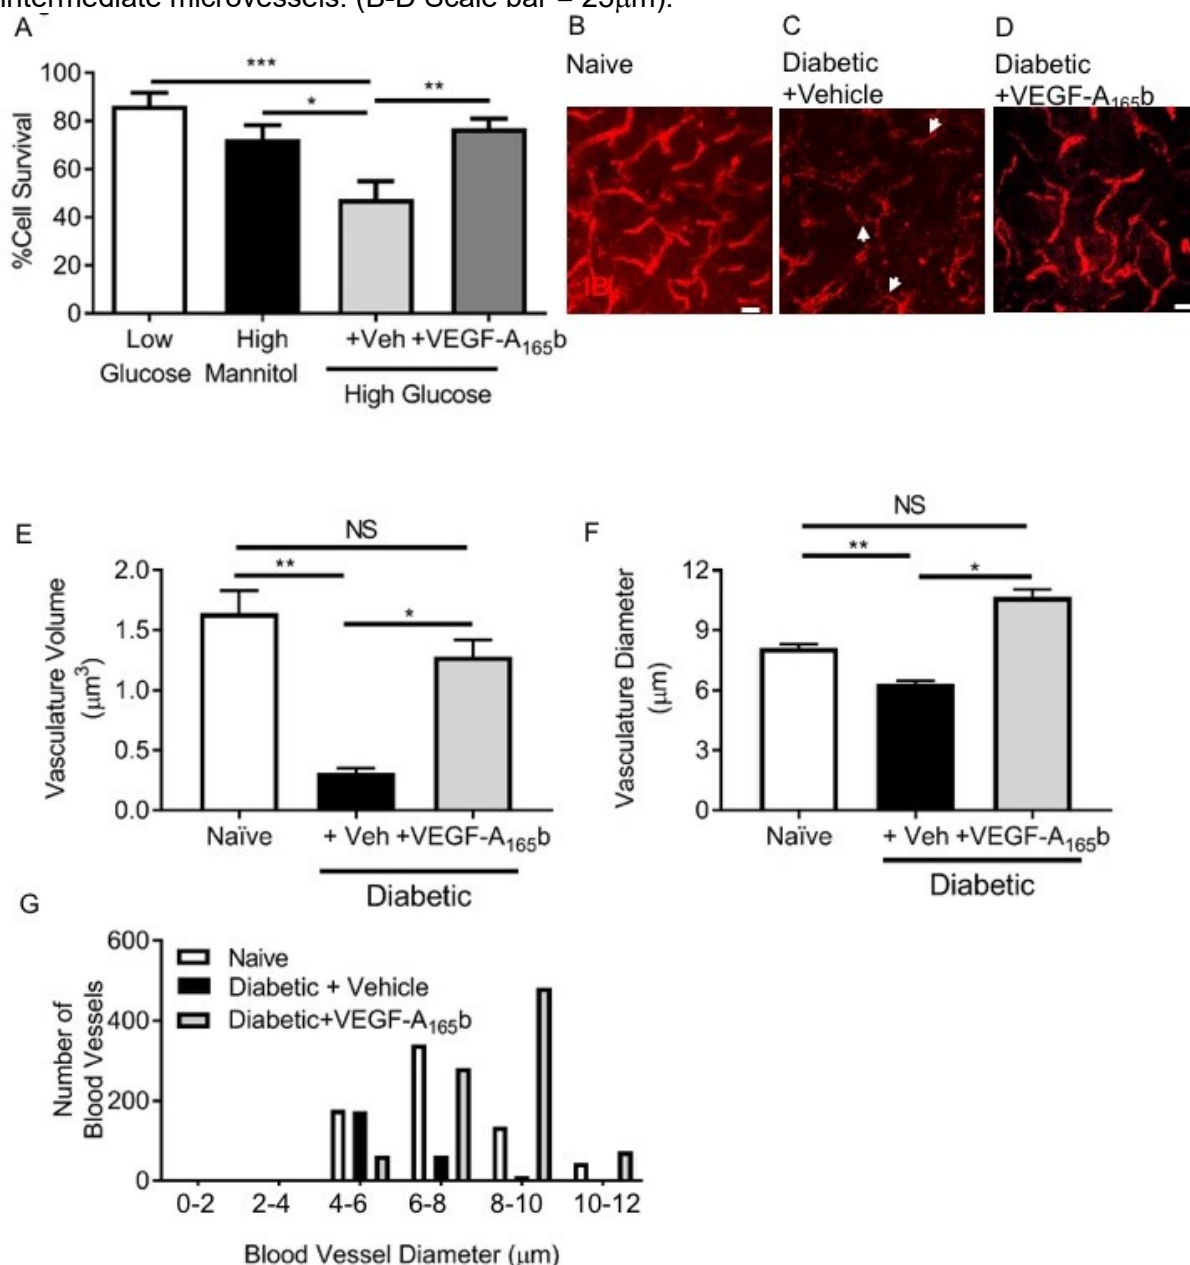 intermediate microvessels. (B-D Scale bar = 25μm).
A
B
C
D
Naive
Diabetic
+Vehicle
Diabetic
+VEGF-A165b
***
*
**
100
80
60
40
20
0
%Cell Survival
Low
Glucose
High
Mannitol
+Veh +VEGF-A165b
High Glucose
E
NS
**
*
2.0
1.5
1.0
0.5
0.0
Vasculature Volume
(μm3)
Naïve
+ Veh +VEGF-A165b
Diabetic
F
NS
**
*
12
9
6
3
0
Vasculature Diameter
(μm)
Naïve
+ Veh +VEGF-A165b
Diabetic
G
600
400
200
0
Number of
Blood Vessels
Naive
Diabetic + Vehicle
Diabetic+VEGF-A165b
0-2 2-4 4-6 6-8 8-10 10-12
Blood Vessel Diameter (μm)